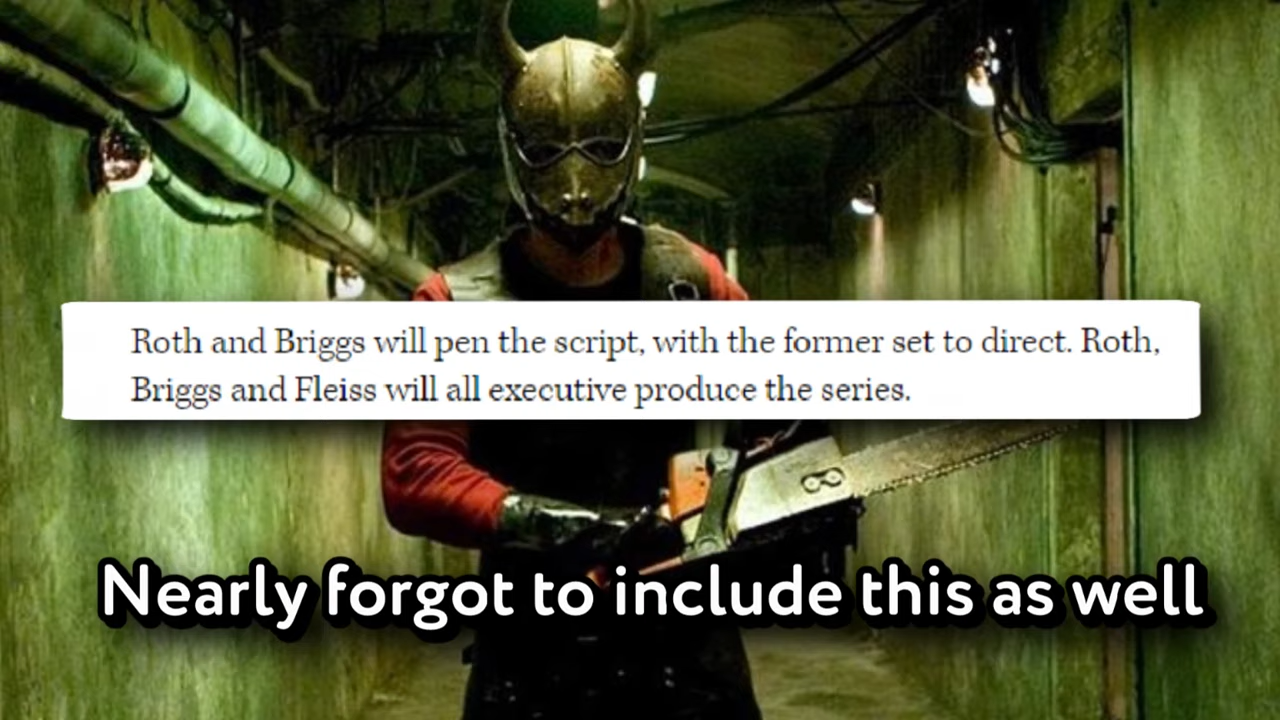 Roth and Briggs will pen the script, with the former set to direct. Roth,
Briggs and Fleiss will all executive produce the series.
Nearly forgot to include this as well